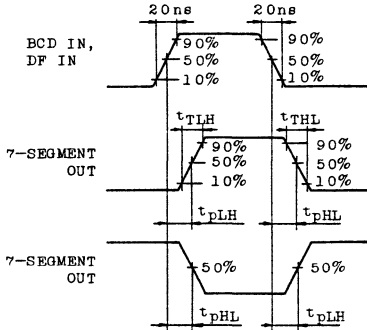 20ns 20ns
BCD IN,
DF IN
90% 90%
50% 50%
10% 10%
tTLH tTHL
7-SEGMENT
OUT
90% 90%
50% 50%
10% 10%
tpLH tpHL
7-SEGMENT
OUT
50% 50%
tpHL tpLH